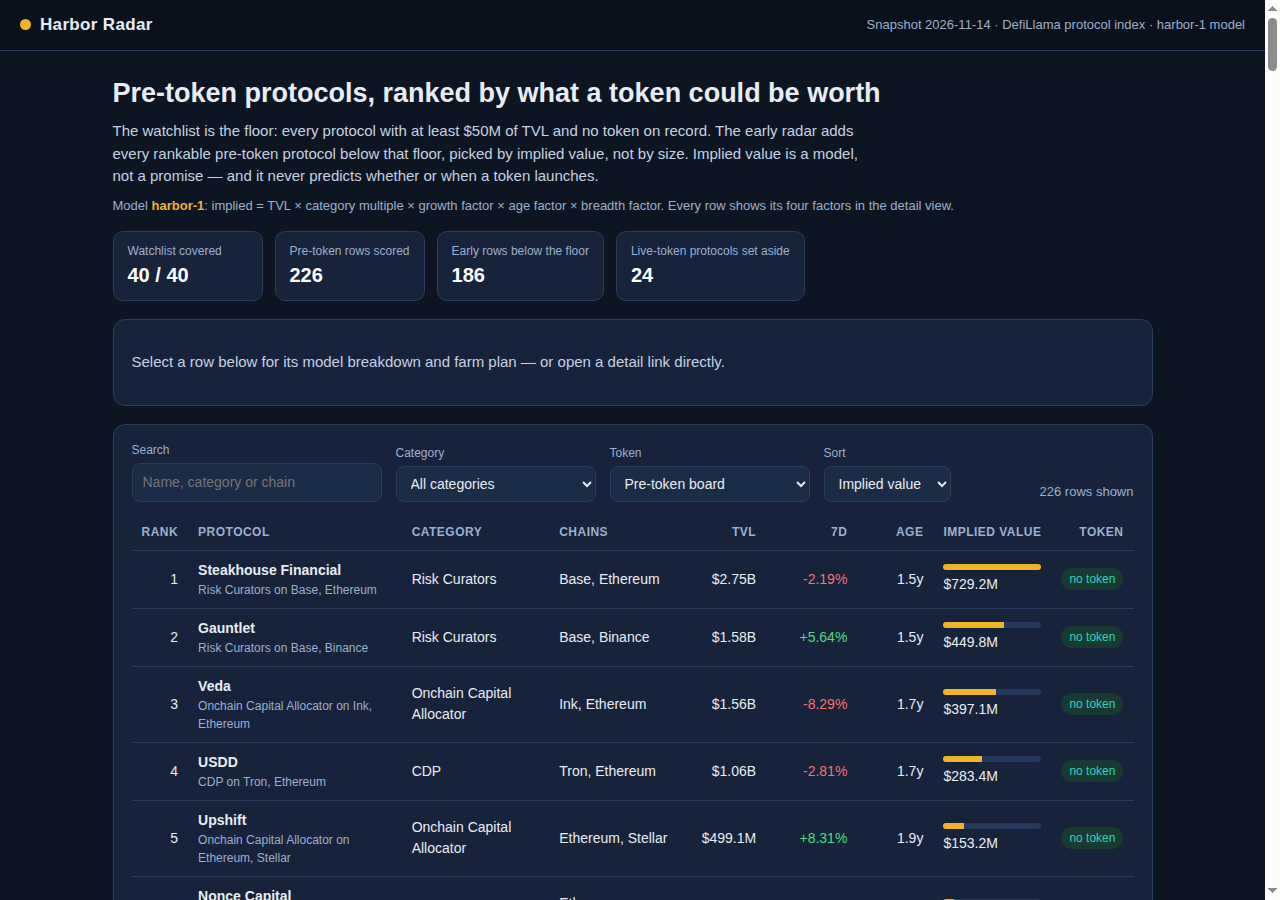 Harbor Radar
Snapshot 2026-11-14 · DefiLlama protocol index · harbor-1 model
Pre-token protocols, ranked by what a token could be worth
The watchlist is the floor: every protocol with at least $50M of TVL and no token on record. The early radar adds
every rankable pre-token protocol below that floor, picked by implied value, not by size. Implied value is a model,
not a promise — and it never predicts whether or when a token launches.
Model harbor-1: implied = TVL × category multiple × growth factor × age factor × breadth factor. Every row shows its four factors in the detail view.
Watchlist covered
40 / 40
Pre-token rows scored
226
Early rows below the floor
186
Live-token protocols set aside
24
Select a row below for its model breakdown and farm plan — or open a detail link directly.
Search
Name, category or chain
Category
All categories
Token
Pre-token board
Sort
Implied value
226 rows shown
RANK PROTOCOL CATEGORY CHAINS TVL 7D AGE IMPLIED VALUE TOKEN
1 Steakhouse Financial Risk Curators Base, Ethereum $2.75B -2.19% 1.5y $729.2M no token
Risk Curators on Base, Ethereum
2 Gauntlet Risk Curators Base, Binance $1.58B +5.64% 1.5y $449.8M no token
Risk Curators on Base, Binance
3 Veda Onchain Capital Allocator Ink, Ethereum $1.56B -8.29% 1.7y $397.1M no token
Onchain Capital Allocator on Ink,
Ethereum
4 USDD CDP Tron, Ethereum $1.06B -2.81% 1.7y $283.4M no token
CDP on Tron, Ethereum
5 Upshift Onchain Capital Allocator Ethereum, Stellar $499.1M +8.31% 1.9y $153.2M no token
Onchain Capital Allocator on
Ethereum, Stellar
Nonce Capital